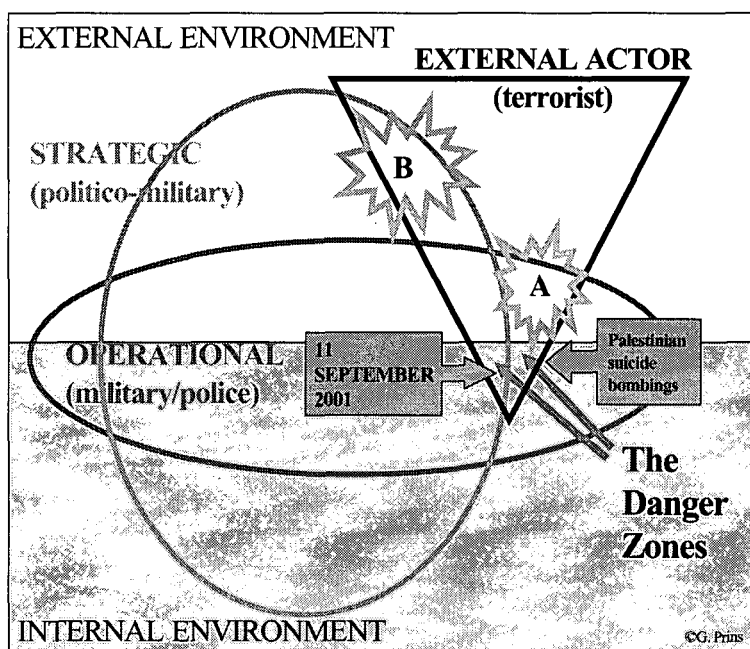 EXTERNAL ENVIRONMENT
EXTERNAL ACTOR
(terrorist)
STRATEGIC
(politico-military)
B
A
OPERATIONAL
(military/police)
11
SEPTEMBER
2001
Palestinian
suicide
bombings
The
Danger
Zones
INTERNAL ENVIRONMENT
©G. Prins